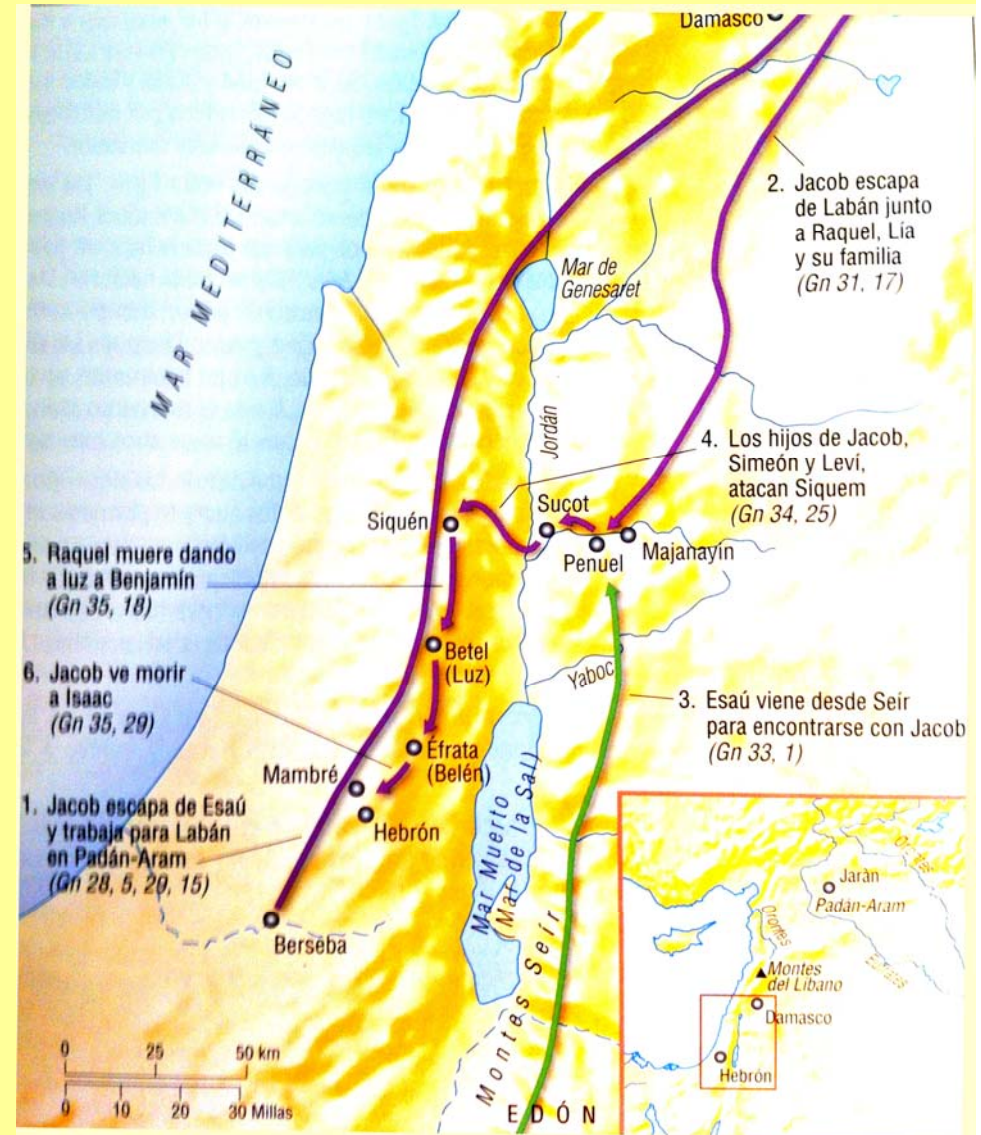 Damasco
MAR MEDITERRÁNEO
2. Jacob escapa
de Labán junto
a Raquel, Lía
y su familia
(Gn 31, 17)
Mar de
Genesaret
Jordán
4. Los hijos de Jacob,
Simeón y Leví,
atacan Siquem
(Gn 34, 25)
Siquén
Sucot
Penuel
Majanayin
5. Raquel muere dando
a luz a Benjamín
(Gn 35, 18)
Betel
(Luz)
Yaboc
6. Jacob ve morir
a Isaac
(Gn 35, 29)
3. Esaú viene desde Seír
para encontrarse con Jacob
(Gn 33, 1)
Éfrata
(Belén)
Mambré
Hebrón
1. Jacob escapa de Esaú
y trabaja para Labán
en Padán-Aram
(Gn 28, 5, 29, 15)
Mar Muerto
(Mar de la Sal)
Berseba
Montes Seír
EDÓN
0 25 50 km
0 10 20 30 Millas
Jarán
Padán-Aram
Orontes
Éufrates
Montes
del Líbano
Damasco
Hebrón